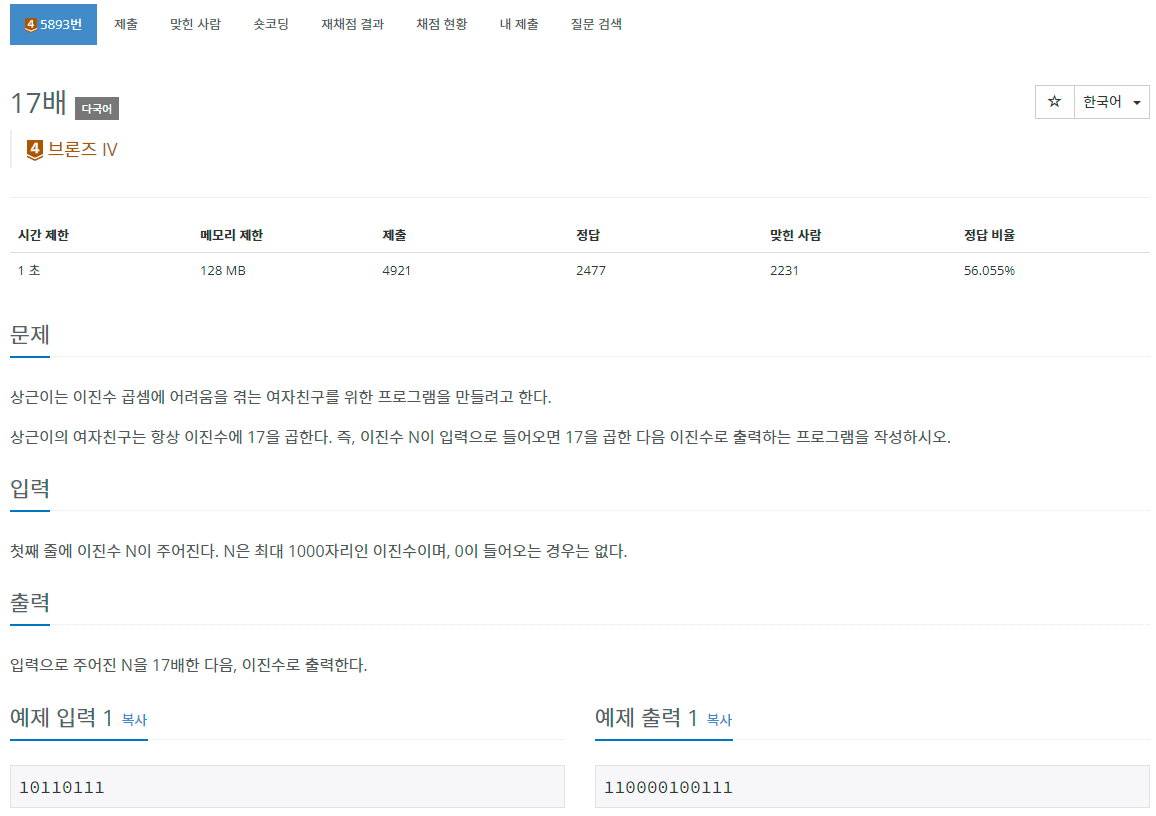 4 5893번 제출 맞힌 사람 숏코딩 재채점 결과 채점 현황 내 제출 질문 검색
17배 다국어 ☆ 한국어
4 브론즈 IV
시간 제한 메모리 제한 제출 정답 맞힌 사람 정답 비율
1 초 128 MB 4921 2477 2231 56.055%
문제
상근이는 이진수 곱셈에 어려움을 겪는 여자친구를 위한 프로그램을 만들려고 한다.
상근이의 여자친구는 항상 이진수에 17을 곱한다. 즉, 이진수 N이 입력으로 들어오면 17을 곱한 다음 이진수로 출력하는 프로그램을 작성하시오.
입력
첫째 줄에 이진수 N이 주어진다. N은 최대 1000자리인 이진수이며, 0이 들어오는 경우는 없다.
출력
입력으로 주어진 N을 17배한 다음, 이진수로 출력한다.
예제 입력 1 복사 예제 출력 1 복사
10110111 110000100111